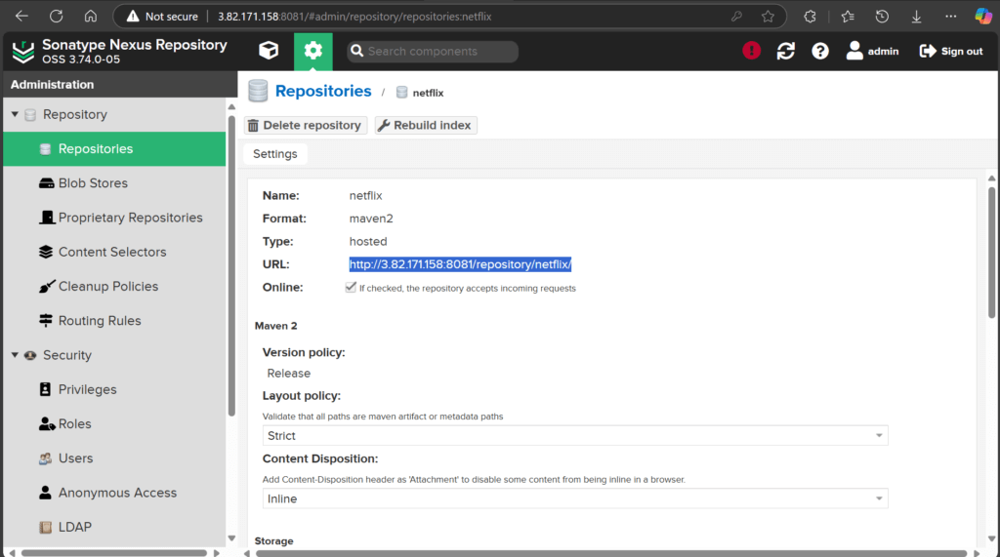 Not secure
3.82.171.158:8081/#admin/repository/repositories:netflix
Sonatype Nexus Repository
OSS 3.74.0-05
Search components
admin
Sign out
Administration
Repository
Repositories
Blob Stores
Proprietary Repositories
Content Selectors
Cleanup Policies
Routing Rules
Security
Privileges
Roles
Users
Anonymous Access
LDAP
Repositories / netflix
Delete repository
Rebuild index
Settings
Name: netflix
Format: maven2
Type: hosted
URL: http://3.82.171.158:8081/repository/netflix/
Online: If checked, the repository accepts incoming requests
Maven 2
Version policy:
Release
Layout policy:
Validate that all paths are maven artifact or metadata paths
Strict
Content Disposition:
Add Content-Disposition header as 'Attachment' to disable some content from being inline in a browser.
Inline
Storage